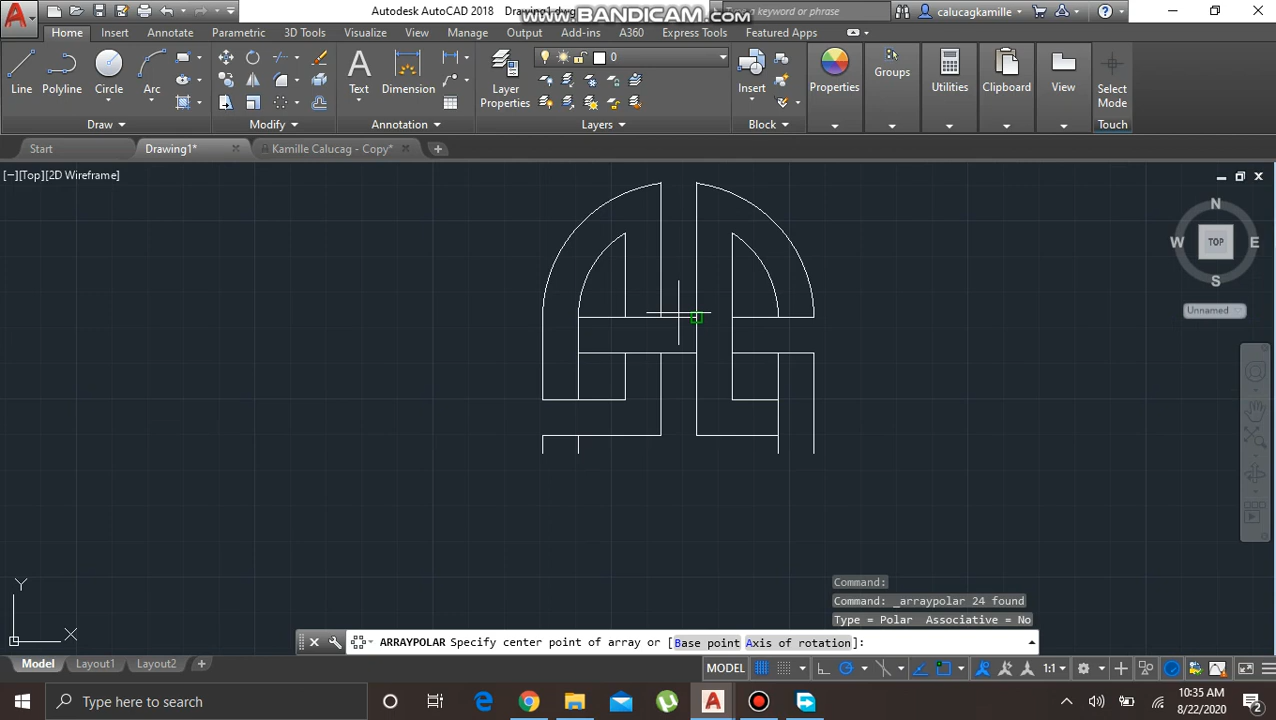 Autodesk AutoCAD 2018 Drawing1.dwg
www.BANDICAM.com
Type a keyword or phrase
calucagkamille
Home Insert Annotate Parametric 3D Tools Visualize View Manage Output Add-ins A360 Express Tools Featured Apps
0
Line Polyline Circle Arc
Text Dimension
Layer Properties
Insert
Properties
Groups
Utilities
Clipboard
View
Select Mode
Draw Modify Annotation Layers Block Touch
Start Drawing1* Kamille Calucag - Copy*
[−][Top][2D Wireframe]
N
W TOP E
S
Unnamed
Y
X
Command:
Command: _arraypolar 24 found
Type = Polar Associative = No
ARRAYPOLAR Specify center point of array or [Base point Axis of rotation]:
Model Layout1 Layout2 +
MODEL 1:1
Type here to search
10:35 AM
8/22/2020
2